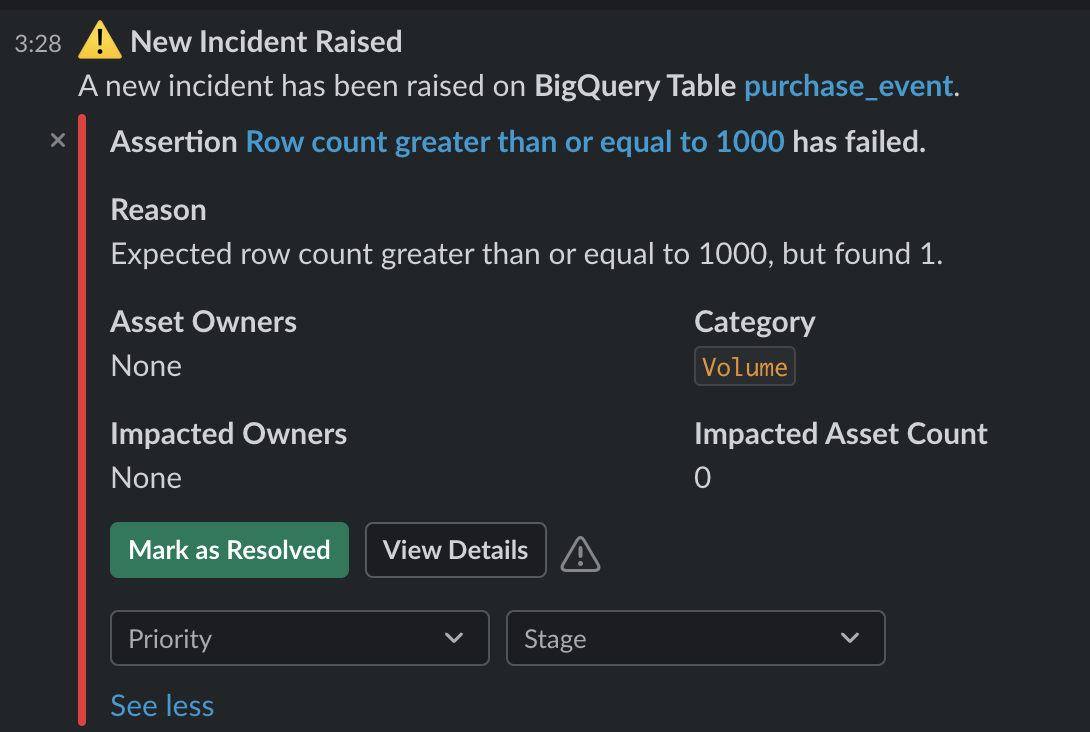 3:28 New Incident Raised
A new incident has been raised on BigQuery Table purchase_event.
Assertion Row count greater than or equal to 1000 has failed.
Reason
Expected row count greater than or equal to 1000, but found 1.
Asset Owners Category
None Volume
Impacted Owners Impacted Asset Count
None 0
Mark as Resolved View Details
Priority Stage
See less